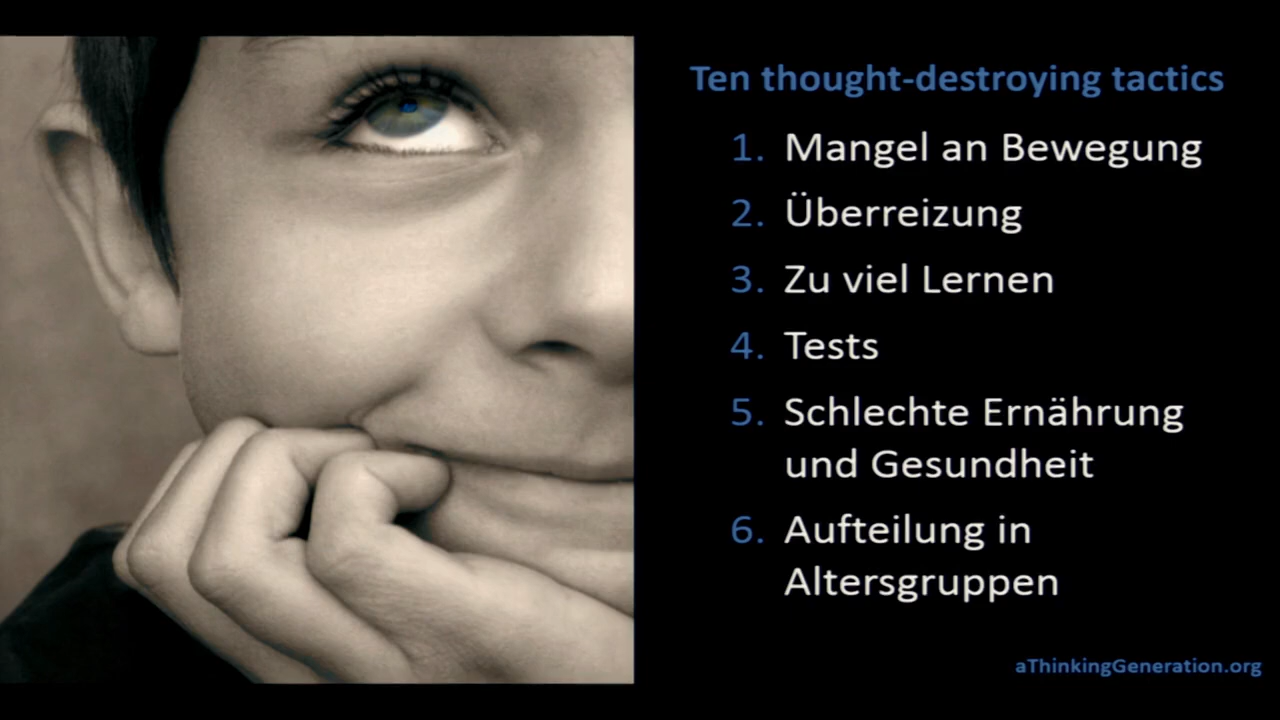 Ten thought-destroying tactics
1. Mangel an Bewegung
2. Überreizung
3. Zu viel Lernen
4. Tests
5. Schlechte Ernährung
und Gesundheit
6. Aufteilung in
Altersgruppen
aThinkingGeneration.org